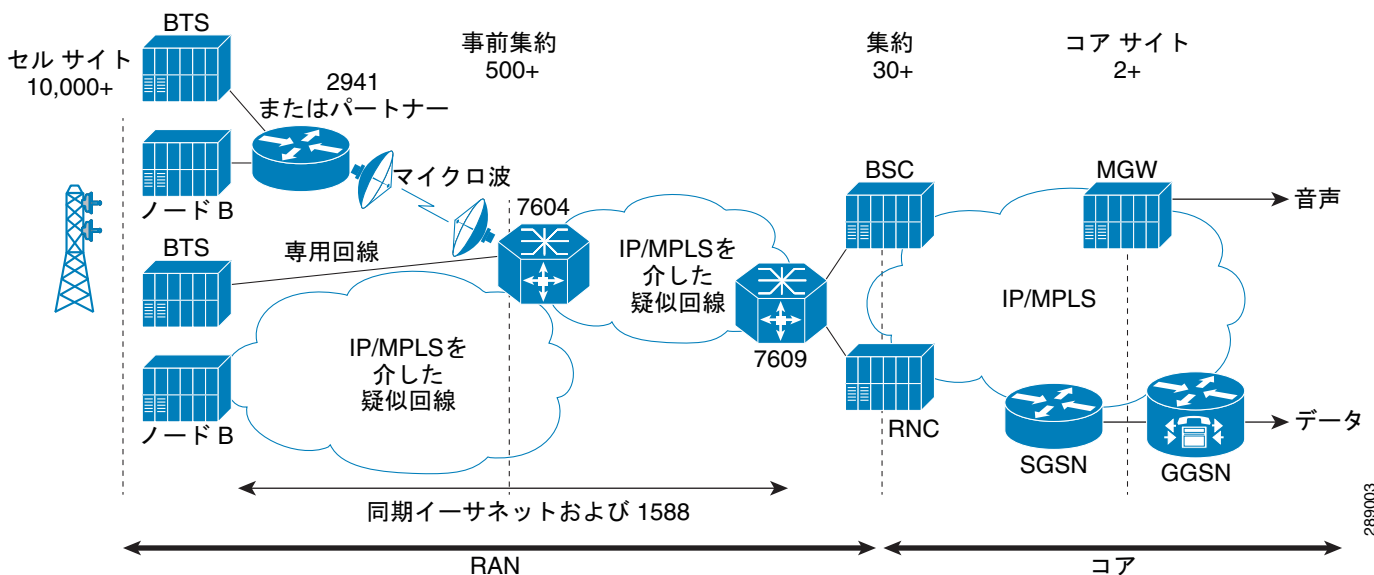 セル サイト
10,000+
BTS
事前集約
500+
集約
30+
コア サイト
2+
2941
またはパートナー
ノード B
マイクロ波
BTS
専用回線
7604
IP/MPLSを
介した
疑似回線
7609
BSC
MGW
音声
IP/MPLS
IP/MPLSを
介した
疑似回線
ノード B
RNC
SGSN
GGSN
データ
同期イーサネットおよび 1588
RAN
コア
289003